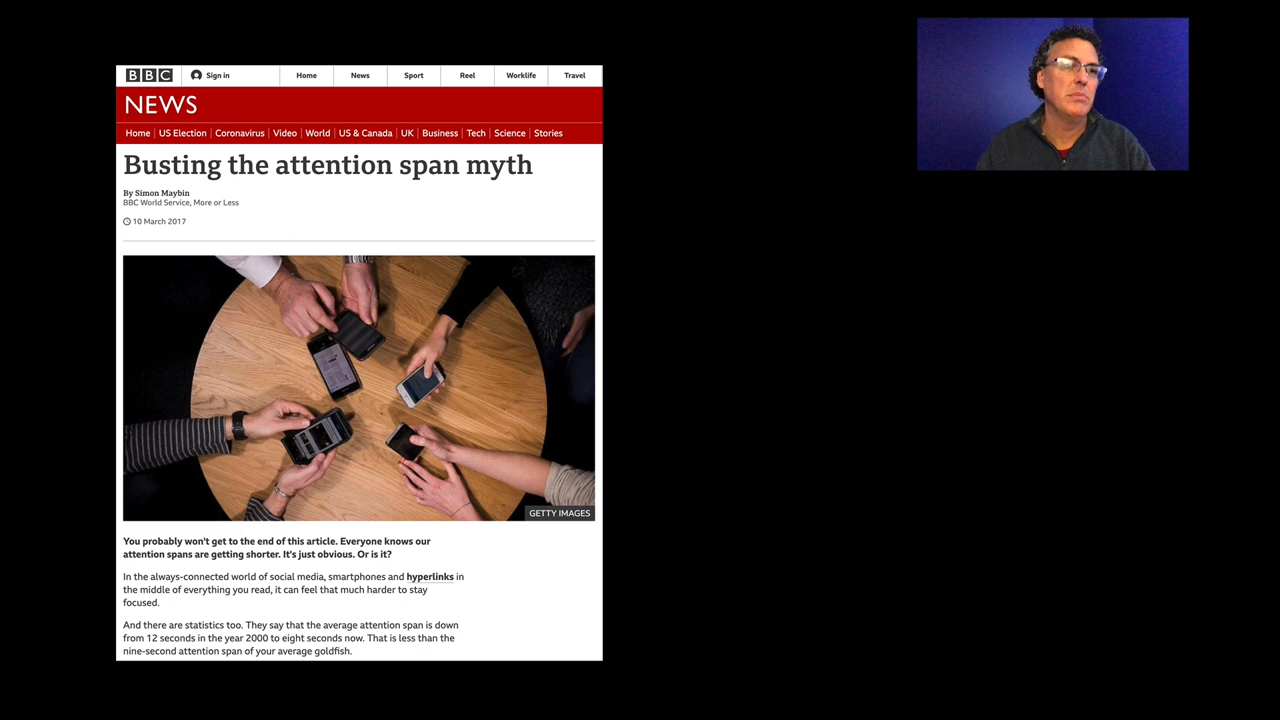 BBC Sign in Home News Sport Reel Worklife Travel
NEWS
Home US Election Coronavirus Video World US & Canada UK Business Tech Science Stories
Busting the attention span myth
By Simon Maybin
BBC World Service, More or Less
10 March 2017
GETTY IMAGES
You probably won't get to the end of this article. Everyone knows our
attention spans are getting shorter. It's just obvious. Or is it?
In the always-connected world of social media, smartphones and hyperlinks in
the middle of everything you read, it can feel that much harder to stay
focused.
And there are statistics too. They say that the average attention span is down
from 12 seconds in the year 2000 to eight seconds now. That is less than the
nine-second attention span of your average goldfish.